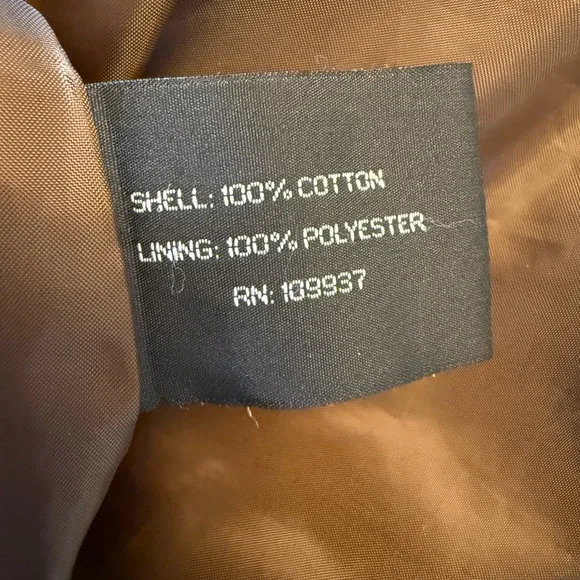 SHELL: 100% COTTON
LINING: 100% POLYESTER
RN: 109937